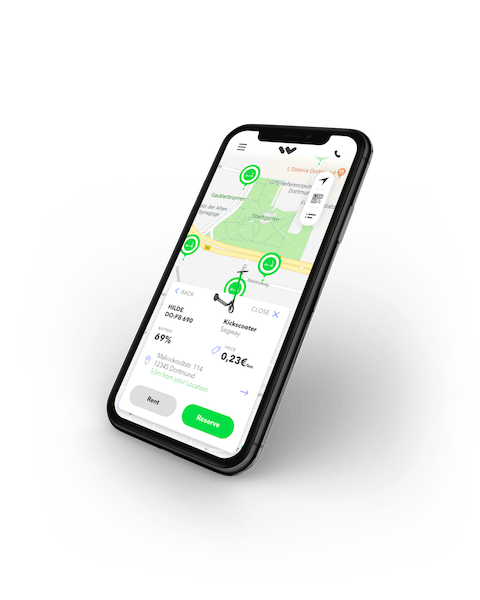 L'Osteria Dortmund
GPS-Referenzpunkt
Dortmund
Gauklerbrunnen
Stadtgarten
Platz der Alten
Synagoge
BACK
CLOSE
HILDE
DO:FB 690
Kickscooter
Segway
BATTERY
69%
PRICE
0,23€/km
Mallinckrodtstr. 114
12345 Dortmund
53m from your Location
Rent
Reserve